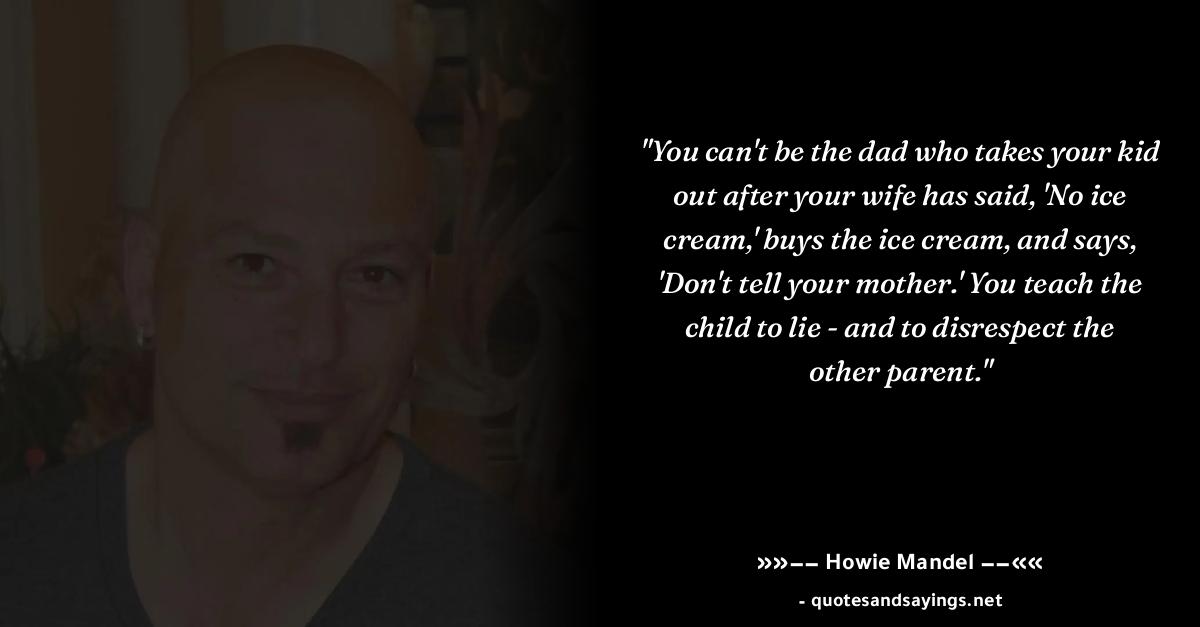 "You can't be the dad who takes your kid
out after your wife has said, 'No ice
cream,' buys the ice cream, and says,
'Don't tell your mother.' You teach the
child to lie - and to disrespect the
other parent."
»»–– Howie Mandel ––««
- quotesandsayings.net